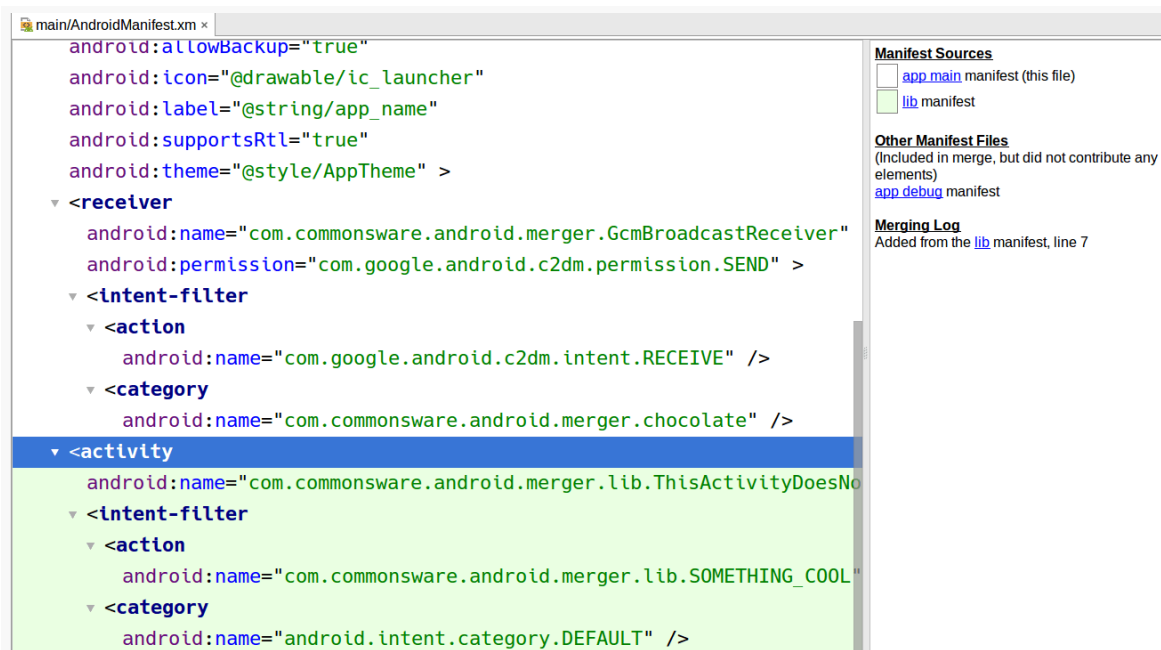 main/AndroidManifest.xm ×
android:allowBackup="true"
android:icon="@drawable/ic_launcher"
android:label="@string/app_name"
android:supportsRtl="true"
android:theme="@style/AppTheme" >
<receiver
android:name="com.commonsware.android.merger.GcmBroadcastReceiver"
android:permission="com.google.android.c2dm.permission.SEND" >
<intent-filter
<action
android:name="com.google.android.c2dm.intent.RECEIVE" />
<category
android:name="com.commonsware.android.merger.chocolate" />
<activity
android:name="com.commonsware.android.merger.lib.ThisActivityDoesNo
<intent-filter
<action
android:name="com.commonsware.android.merger.lib.SOMETHING_COOL"
<category
android:name="android.intent.category.DEFAULT" />
Manifest Sources
app main manifest (this file)
lib manifest
Other Manifest Files
(Included in merge, but did not contribute any
elements)
app debug manifest
Merging Log
Added from the lib manifest, line 7